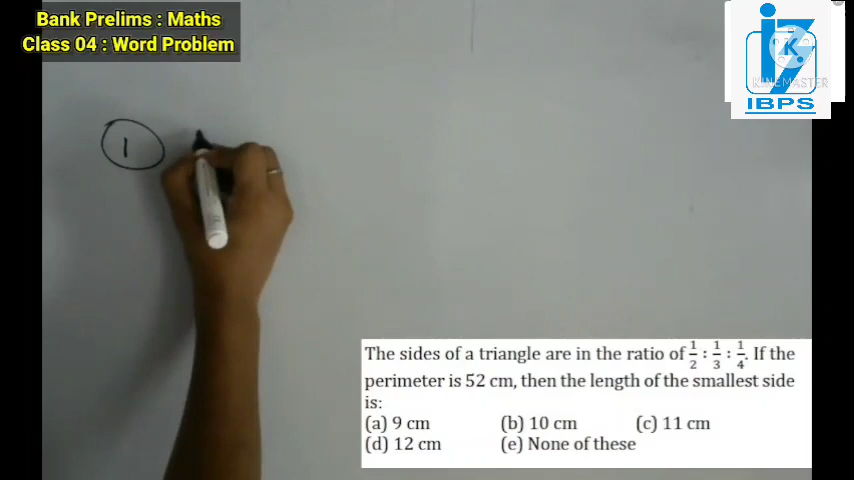 Bank Prelims : Maths
Class 04 : Word Problem
K
KINEMASTER
IBPS
1
The sides of a triangle are in the ratio of 1/2 : 1/3 : 1/4. If the
perimeter is 52 cm, then the length of the smallest side
is:
(a) 9 cm (b) 10 cm (c) 11 cm
(d) 12 cm (e) None of these